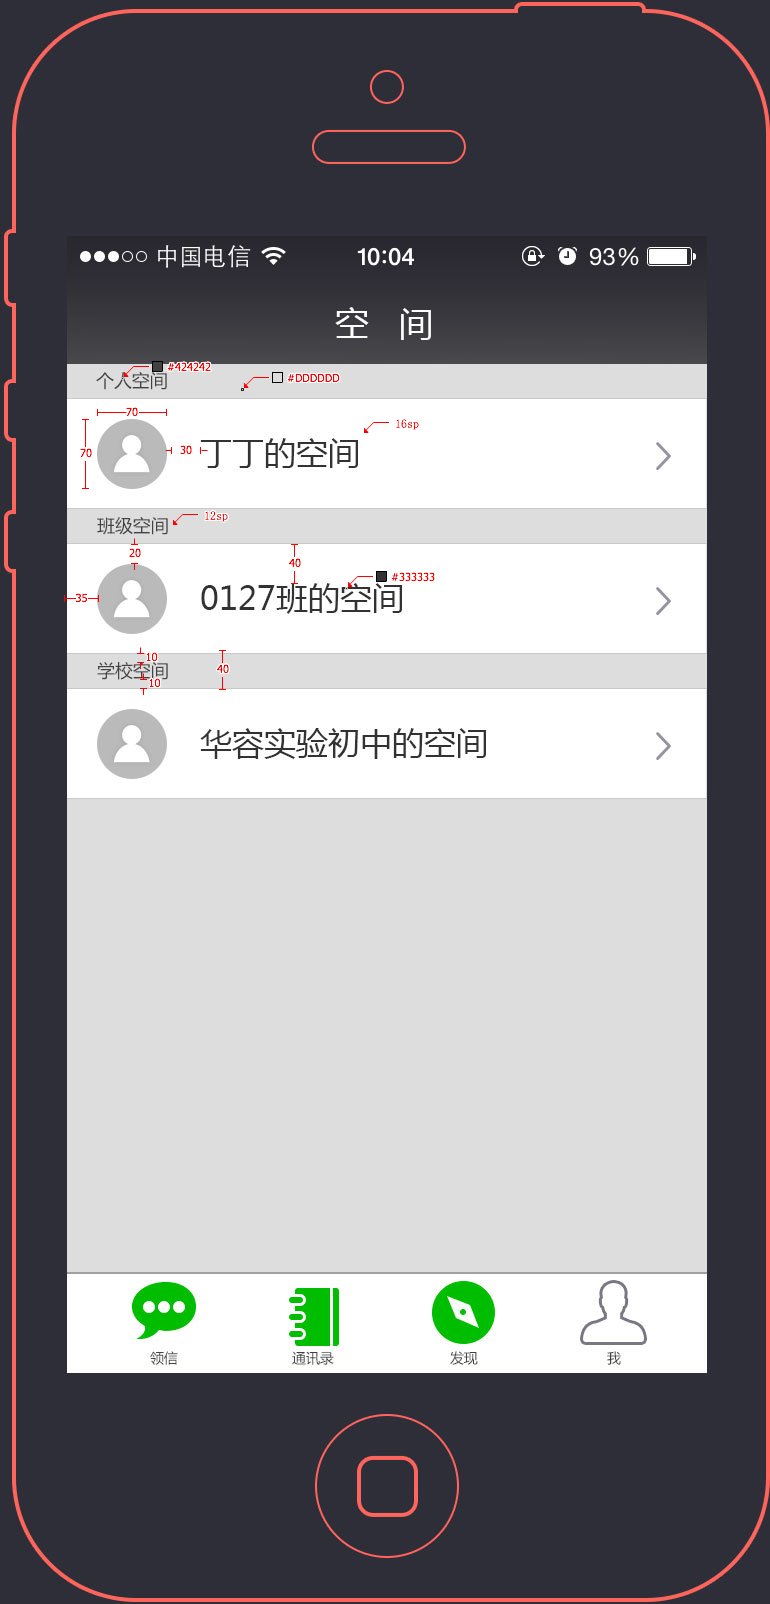 中国电信 10:04 93%
空 间
#424242
个人空间 #DDDDDD
70
16sp
70 30 丁丁的空间
班级空间 12sp
20
40
#333333
35 0127班的空间
10
学校空间 40
10
华容实验初中的空间
领信 通讯录 发现 我